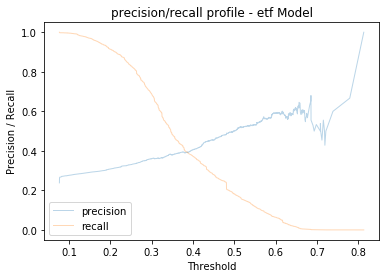 precision/recall profile - etf Model
Precision / Recall
1.0
0.8
0.6
0.4
0.2
0.0
precision
recall
0.1 0.2 0.3 0.4 0.5 0.6 0.7 0.8
Threshold